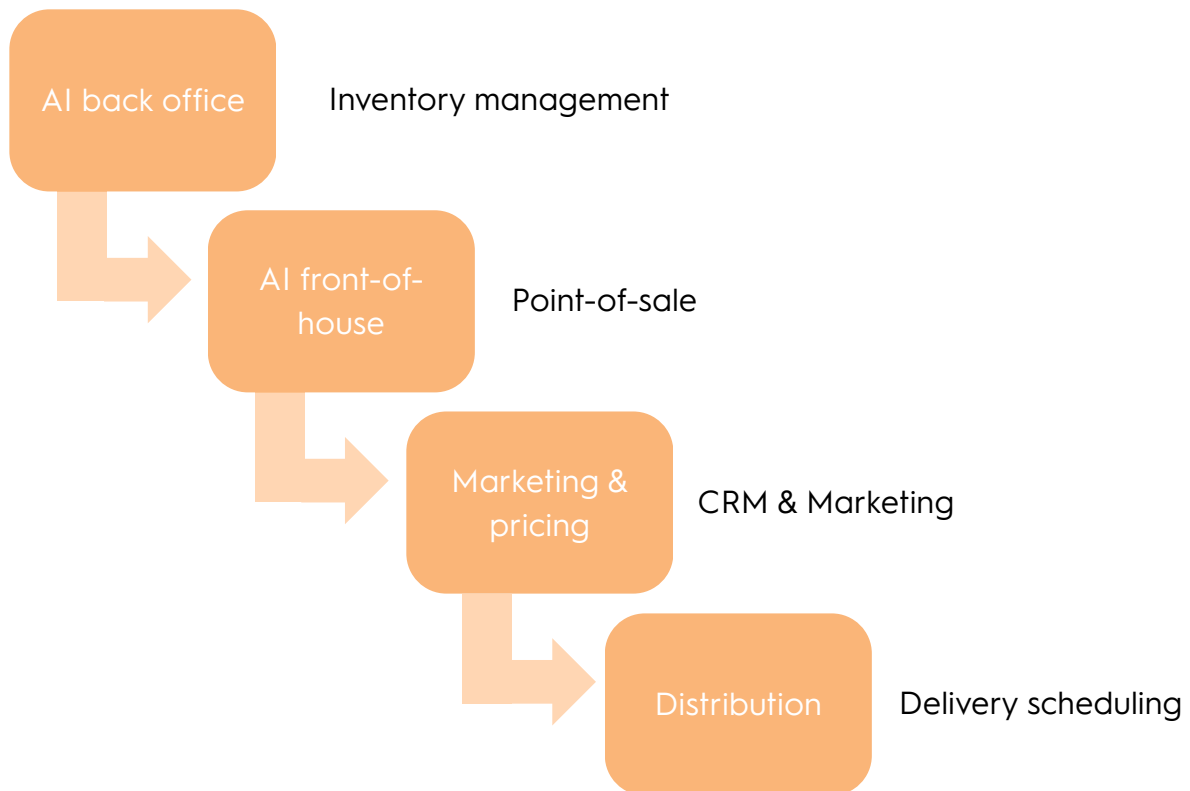 AI back office
Inventory management
AI front-of-
house
Point-of-sale
Marketing &
pricing
CRM & Marketing
Distribution
Delivery scheduling